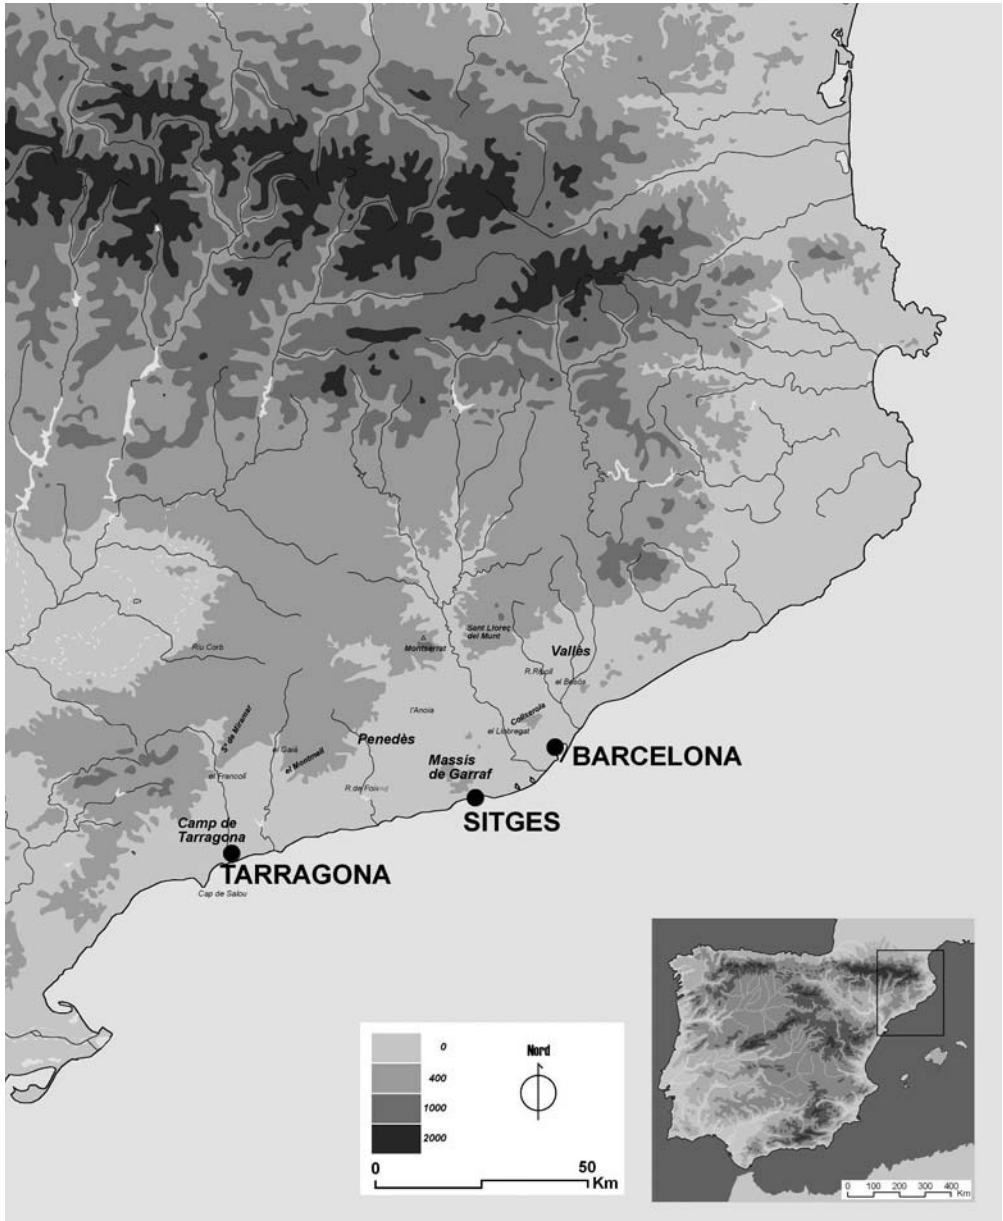 Riu Corb
Montserrat
Sant Llorenç
del Munt
Vallès
R.Ripoll
el Besòs
Sª de Miramar
l'Anoia
Collserola
el Llobregat
Penedès
el Gaià
el Montmell
BARCELONA
Massís
de Garraf
el Francolí
R.de Foix
SITGES
Camp de
Tarragona
TARRAGONA
Cap de Salou
0
400
1000
2000
Nord
0 50
Km
0 100 200 300 400
Km